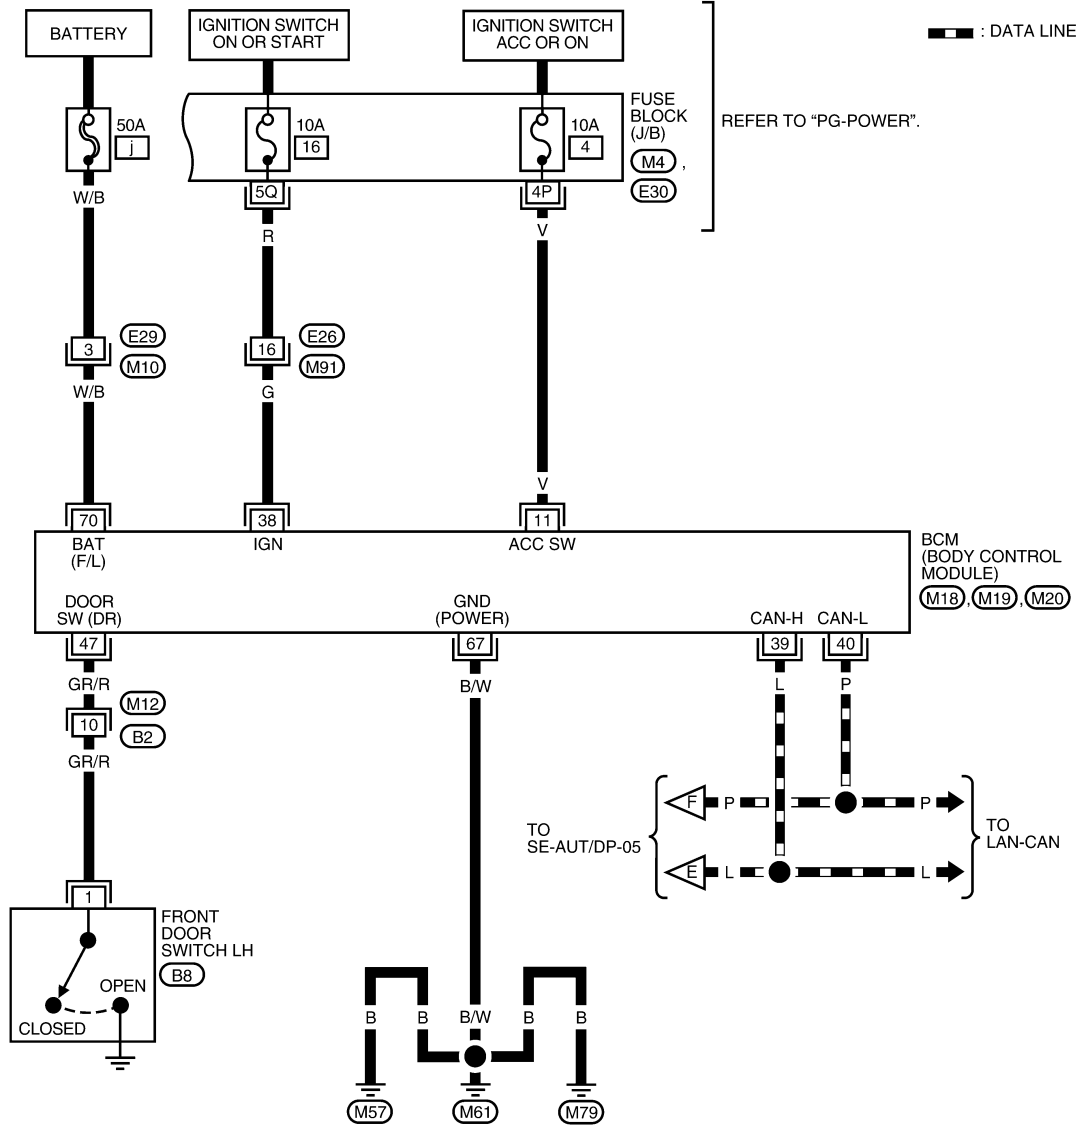 BATTERY
IGNITION SWITCH
ON OR START
IGNITION SWITCH
ACC OR ON
: DATA LINE
50A
j
10A
16
10A
4
FUSE
BLOCK
(J/B)
M4 ,
E30
REFER TO “PG-POWER”.
5Q
4P
W/B
R
V
3
E29
M10
16
E26
M91
W/B
G
V
70
38
11
BAT
(F/L)
IGN
ACC SW
BCM
(BODY CONTROL
MODULE)
M18 , M19 , M20
DOOR
SW (DR)
GND
(POWER)
CAN-H
CAN-L
47
67
39
40
GR/R
B/W
L
P
10
M12
B2
GR/R
F
P
P
TO
SE-AUT/DP-05
TO
LAN-CAN
E
L
L
1
FRONT
DOOR
SWITCH LH
B8
OPEN
CLOSED
B
B
B/W
B
B
M57
M61
M79